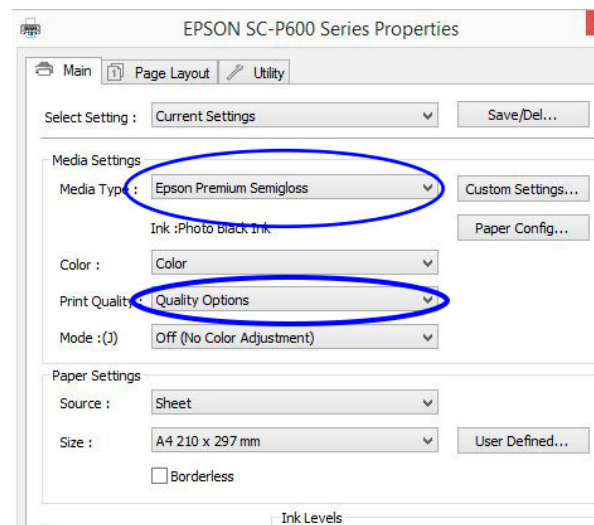 EPSON SC-P600 Series Properties
Main Page Layout Utility
Select Setting : Current Settings Save/Del...
Media Settings
Media Type : Epson Premium Semigloss Custom Settings...
Ink :Photo Black Ink Paper Config...
Color : Color
Print Quality : Quality Options
Mode :(J) Off (No Color Adjustment)
Paper Settings
Source : Sheet
Size : A4 210 x 297 mm User Defined...
Borderless
Ink Levels